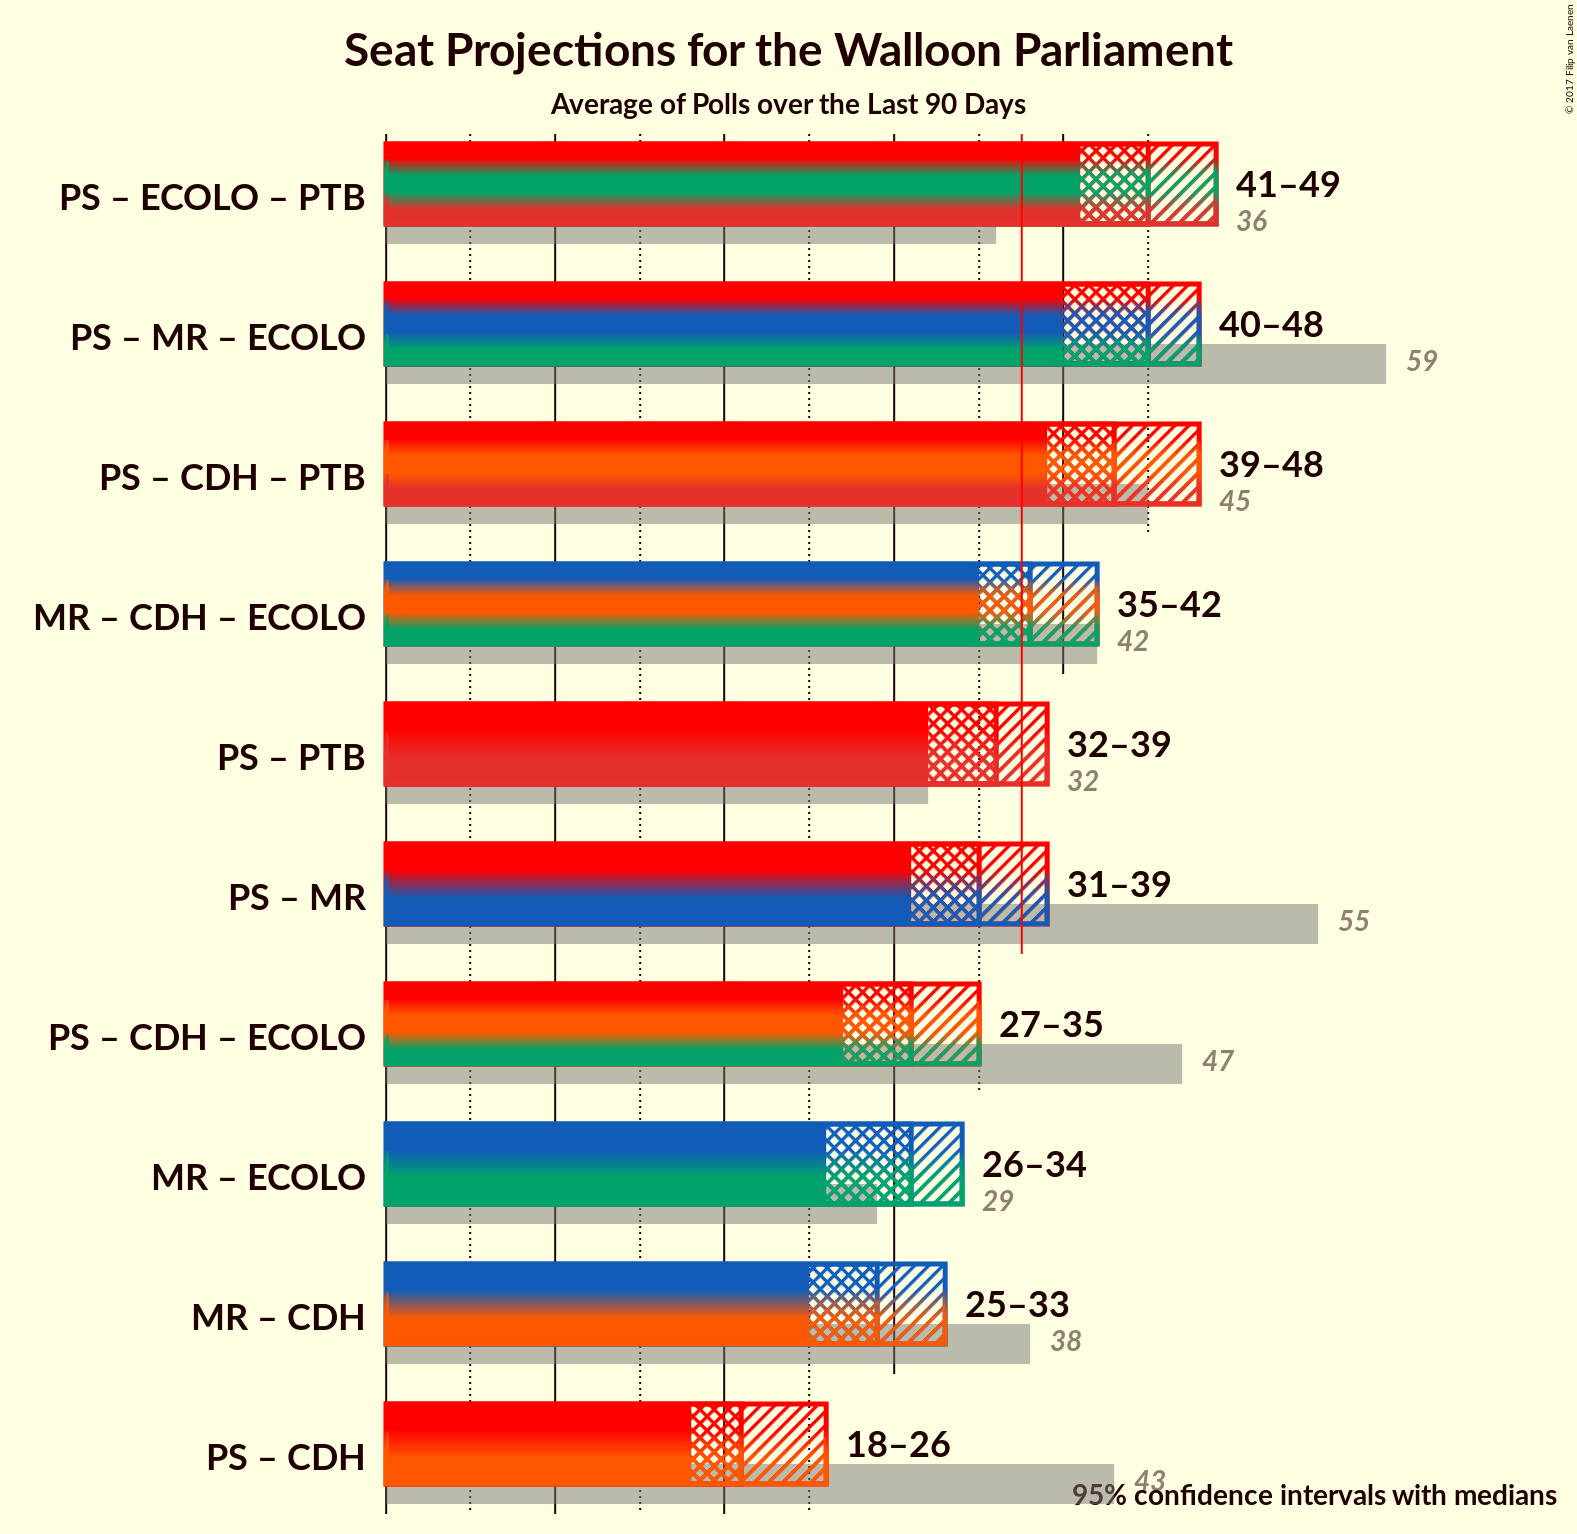 Seat Projections for the Walloon Parliament
Average of Polls over the Last 90 Days
© 2017 Filip van Laenen
PS – ECOLO – PTB
41–49
36
PS – MR – ECOLO
40–48
59
PS – CDH – PTB
39–48
45
MR – CDH – ECOLO
35–42
42
PS – PTB
32–39
32
PS – MR
31–39
55
PS – CDH – ECOLO
27–35
47
MR – ECOLO
26–34
29
MR – CDH
25–33
38
PS – CDH
18–26
43
95% confidence intervals with medians